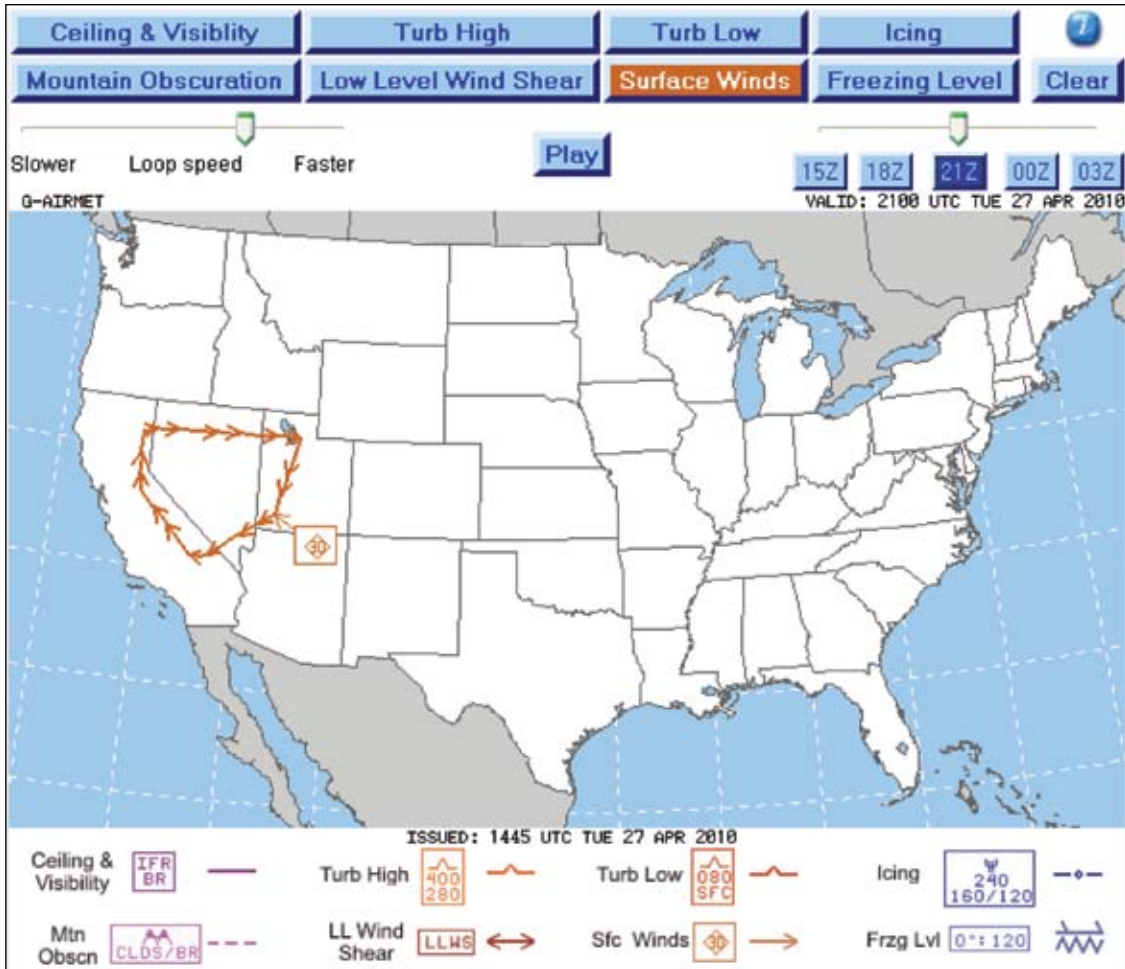 Ceiling & Visiblity Turb High Turb Low Icing
Mountain Obscuration Low Level Wind Shear Surface Winds Freezing Level Clear
Slower Loop speed Faster
Play
15Z 18Z 21Z 00Z 03Z
G-AIRMET
VALID: 2100 UTC TUE 27 APR 2010
30
ISSUED: 1445 UTC TUE 27 APR 2010
Ceiling &
Visibility
IFR
BR
Turb High
400
280
Turb Low
080
SFC
Icing
240
160/120
Mtn
Obscn
CLDS/BR
LL Wind
Shear
LLWS
Sfc Winds
30
Frzg Lvl
0°:120